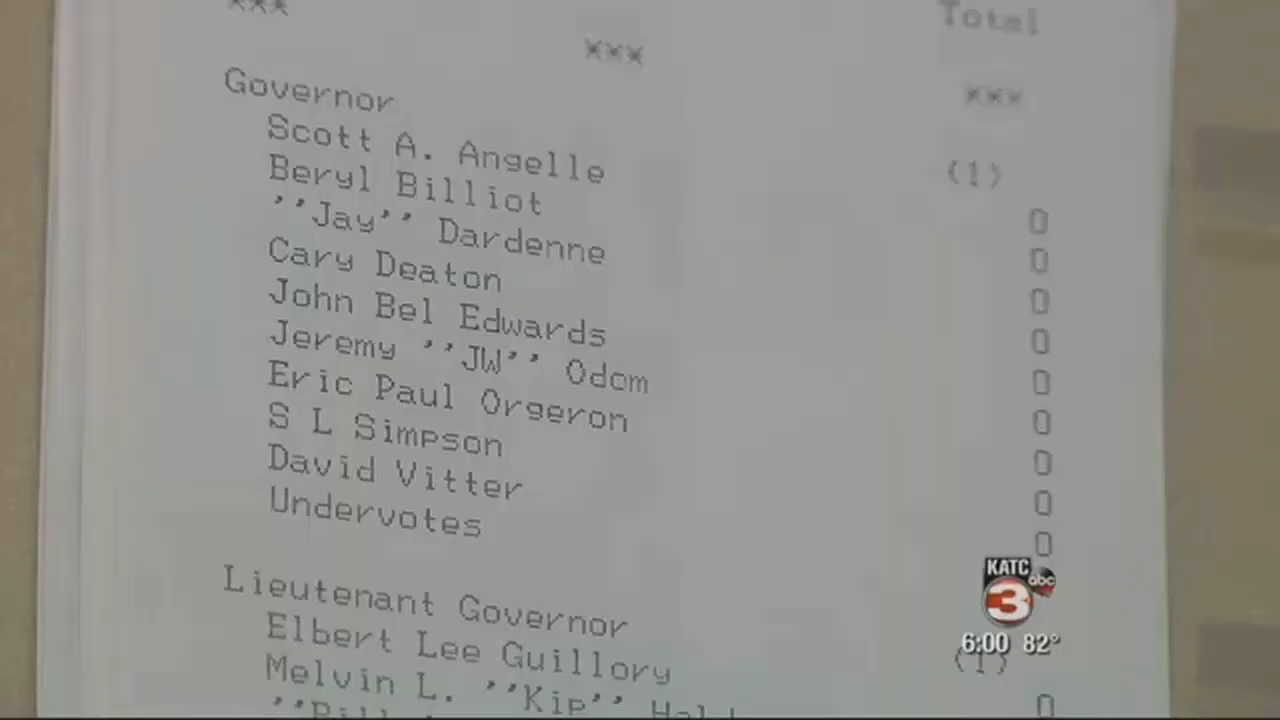 *** Total
*** ***
Governor (1)
Scott A. Angelle 0
Beryl Billiot 0
''Jay'' Dardenne 0
Cary Deaton 0
John Bel Edwards 0
Jeremy ''JW'' Odom 0
Eric Paul Orgeron 0
S L Simpson 0
David Vitter 0
Undervotes 0
Lieutenant Governor (1)
Elbert Lee Guillory 0
Melvin L. ''Kip''
KATC
abc
3
6:00 82°